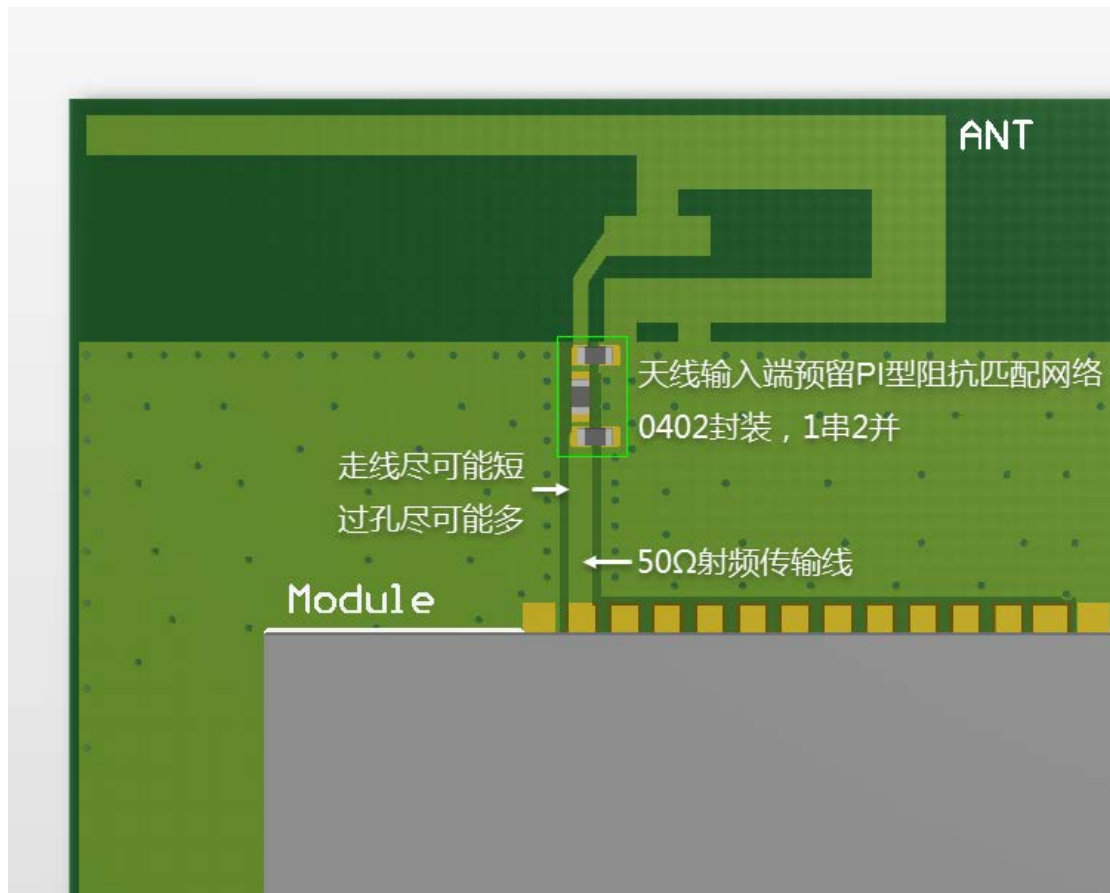 ANT
天线输入端预留PI型阻抗匹配网络
0402封装，1串2并
走线尽可能短
过孔尽可能多
50Ω射频传输线
Module